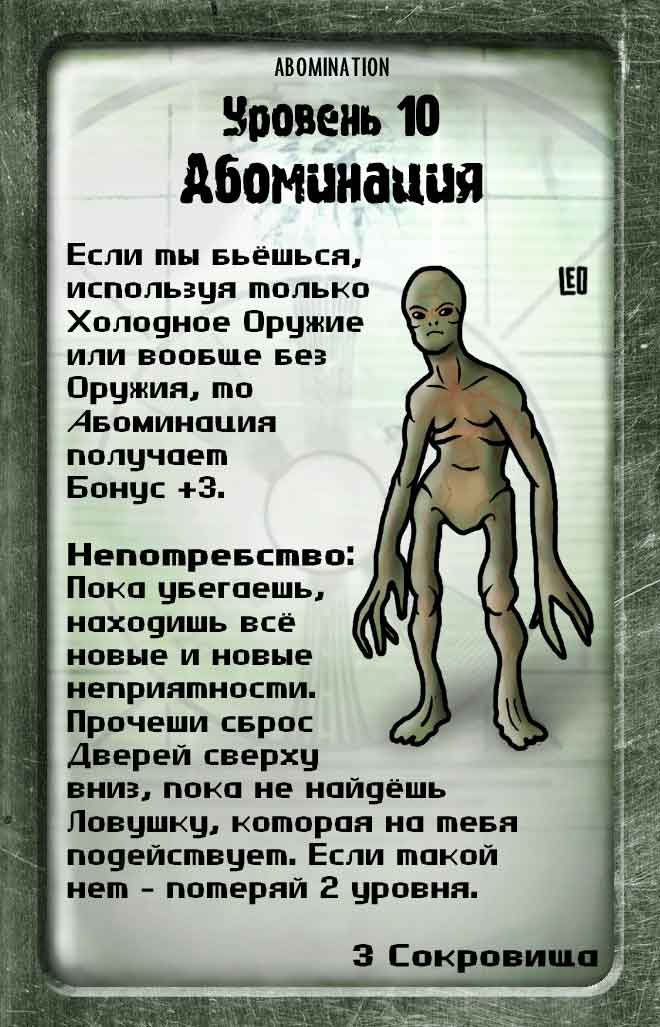 ABOMINATION
Уровень 10
Абоминация
Если ты бьёшься,
используя только
Холодное Оружие
или вообще без
Оружия, то
Абоминация
получает
Бонус +3.
LEO
Непотребство:
Пока убегаешь,
находишь всё
новые и новые
неприятности.
Прочеши сброс
Дверей сверху
вниз, пока не найдёшь
Ловушку, которая на тебя
подействует. Если такой
нет - потеряй 2 уровня.
3 Сокровища